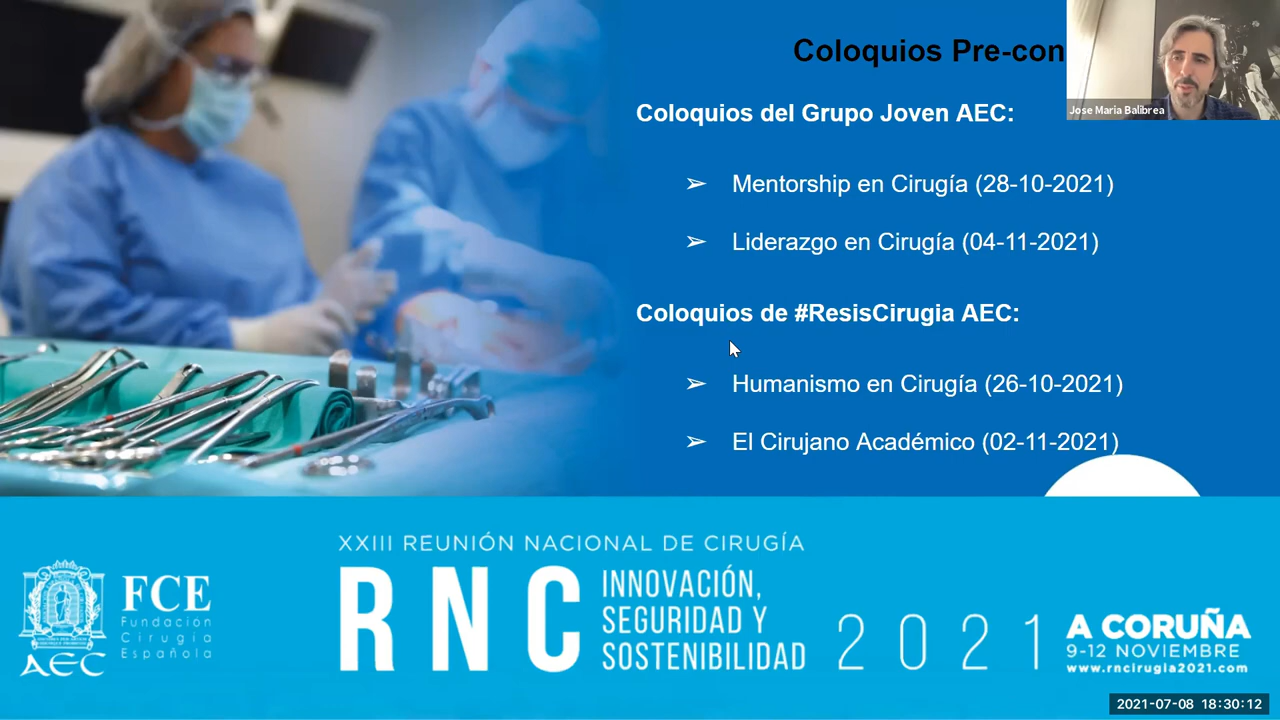 Coloquios Pre-con
Jose Maria Balibrea
Coloquios del Grupo Joven AEC:
➢ Mentorship en Cirugía (28-10-2021)
➢ Liderazgo en Cirugía (04-11-2021)
Coloquios de #ResisCirugia AEC:
➢ Humanismo en Cirugía (26-10-2021)
➢ El Cirujano Académico (02-11-2021)
XXIII REUNIÓN NACIONAL DE CIRUGÍA
RNC
INNOVACIÓN,
SEGURIDAD Y
SOSTENIBILIDAD
2021
A CORUÑA
9-12 NOVIEMBRE
www.rncirugia2021.com
AEC
FCE
Fundación
Cirugía
Española
2021-07-08 18:30:12